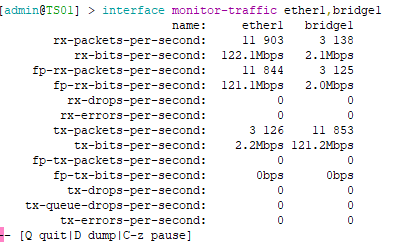 [admin@TS01] > interface monitor-traffic ether1,bridge1
name: ether1 bridge1
rx-packets-per-second: 11 903 3 138
rx-bits-per-second: 122.1Mbps 2.1Mbps
fp-rx-packets-per-second: 11 844 3 125
fp-rx-bits-per-second: 121.1Mbps 2.0Mbps
rx-drops-per-second: 0 0
rx-errors-per-second: 0 0
tx-packets-per-second: 3 126 11 853
tx-bits-per-second: 2.2Mbps 121.2Mbps
fp-tx-packets-per-second: 0 0
fp-tx-bits-per-second: 0bps 0bps
tx-drops-per-second: 0 0
tx-queue-drops-per-second: 0 0
tx-errors-per-second: 0 0
-- [Q quit|D dump|C-z pause]